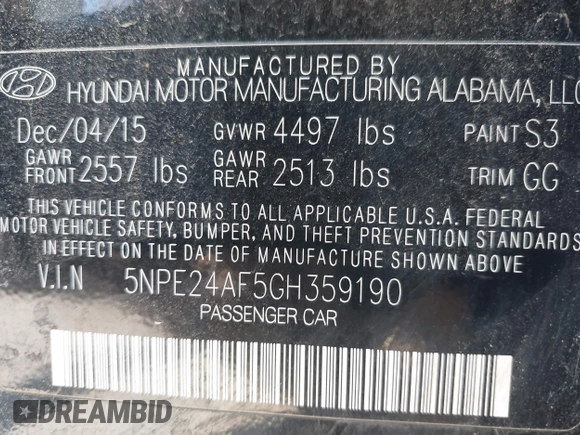 MANUFACTURED BY
HYUNDAI MOTOR MANUFACTURING ALABAMA, LLC
Dec/04/15 GVWR 4497 lbs PAINT S3
GAWR FRONT 2557 lbs GAWR REAR 2513 lbs TRIM GG
THIS VEHICLE CONFORMS TO ALL APPLICABLE U.S.A. FEDERAL
MOTOR VEHICLE SAFETY, BUMPER, AND THEFT PREVENTION STANDARDS
IN EFFECT ON THE DATE OF MANUFACTURE SHOWN ABOVE
V.I.N 5NPE24AF5GH359190
PASSENGER CAR
DREAMBID